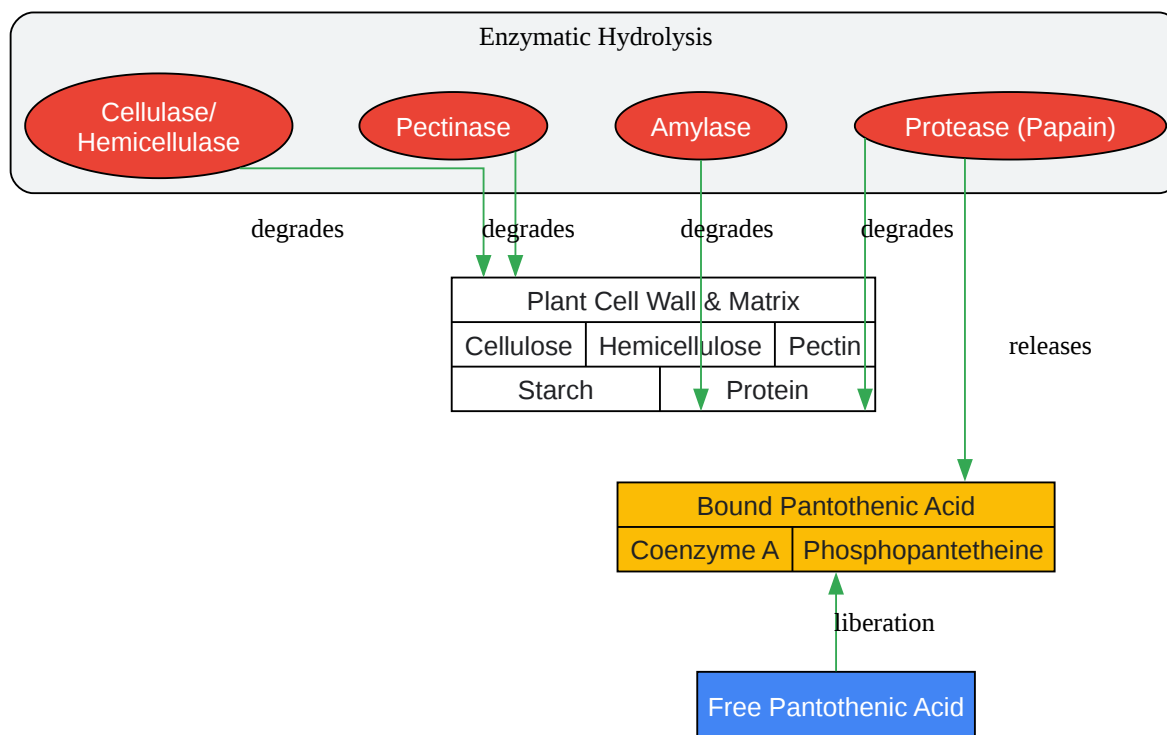 Enzymatic Hydrolysis
Cellulase/
Hemicellulase
Pectinase
Amylase
Protease (Papain)
degrades
degrades
degrades
degrades
Plant Cell Wall & Matrix
Cellulose
Hemicellulose
Pectin
releases
Starch
Protein
Bound Pantothenic Acid
Coenzyme A
Phosphopantetheine
liberation
Free Pantothenic Acid